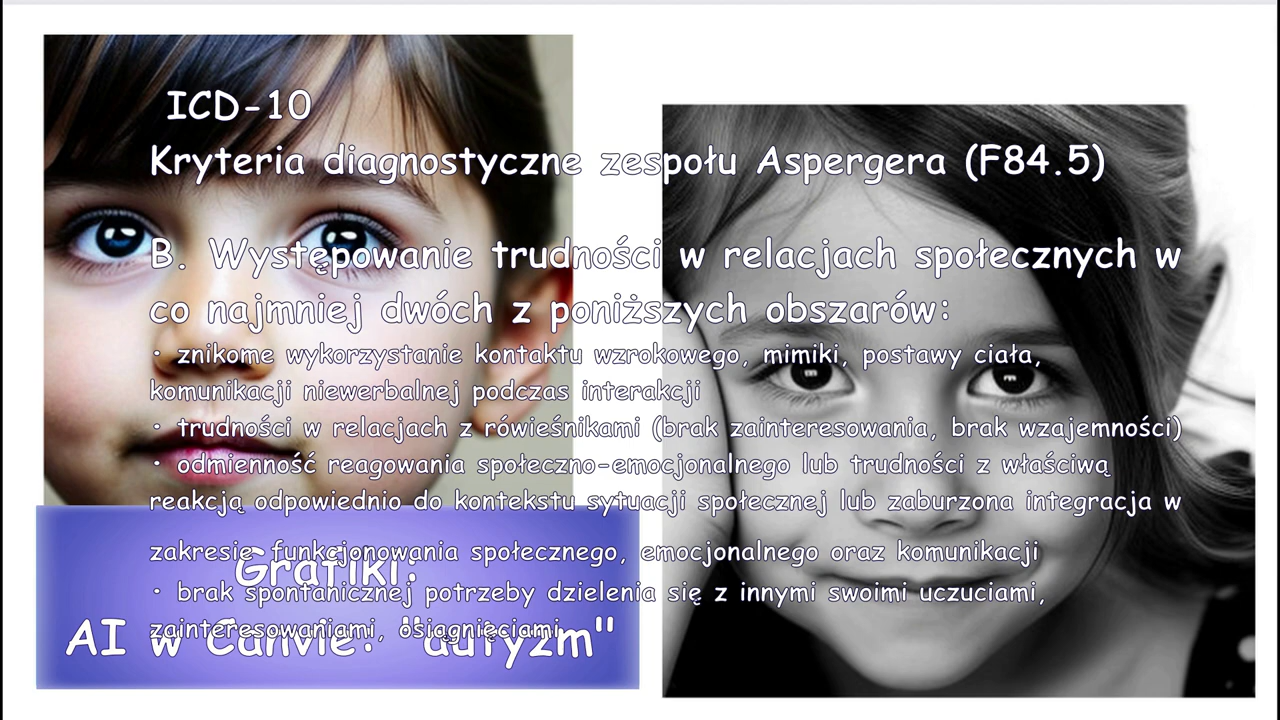 ICD-10
Kryteria diagnostyczne zespołu Aspergera (F84.5)
B. Występowanie trudności w relacjach społecznych w
co najmniej dwóch z poniższych obszarów:
• znikome wykorzystanie kontaktu wzrokowego, mimiki, postawy ciała,
komunikacji niewerbalnej podczas interakcji
• trudności w relacjach z rówieśnikami (brak zainteresowania, brak wzajemności)
• odmienność reagowania społeczno-emocjonalnego lub trudności z właściwą
reakcją odpowiednio do kontekstu sytuacji społecznej lub zaburzona integracja w
zakresie funkcjonowania społecznego, emocjonalnego oraz komunikacji
• brak spontanicznej potrzeby dzielenia się z innymi swoimi uczuciami,
zainteresowaniami, osiągnięciami
Grafiki:
AI w Canvie: "autyzm"